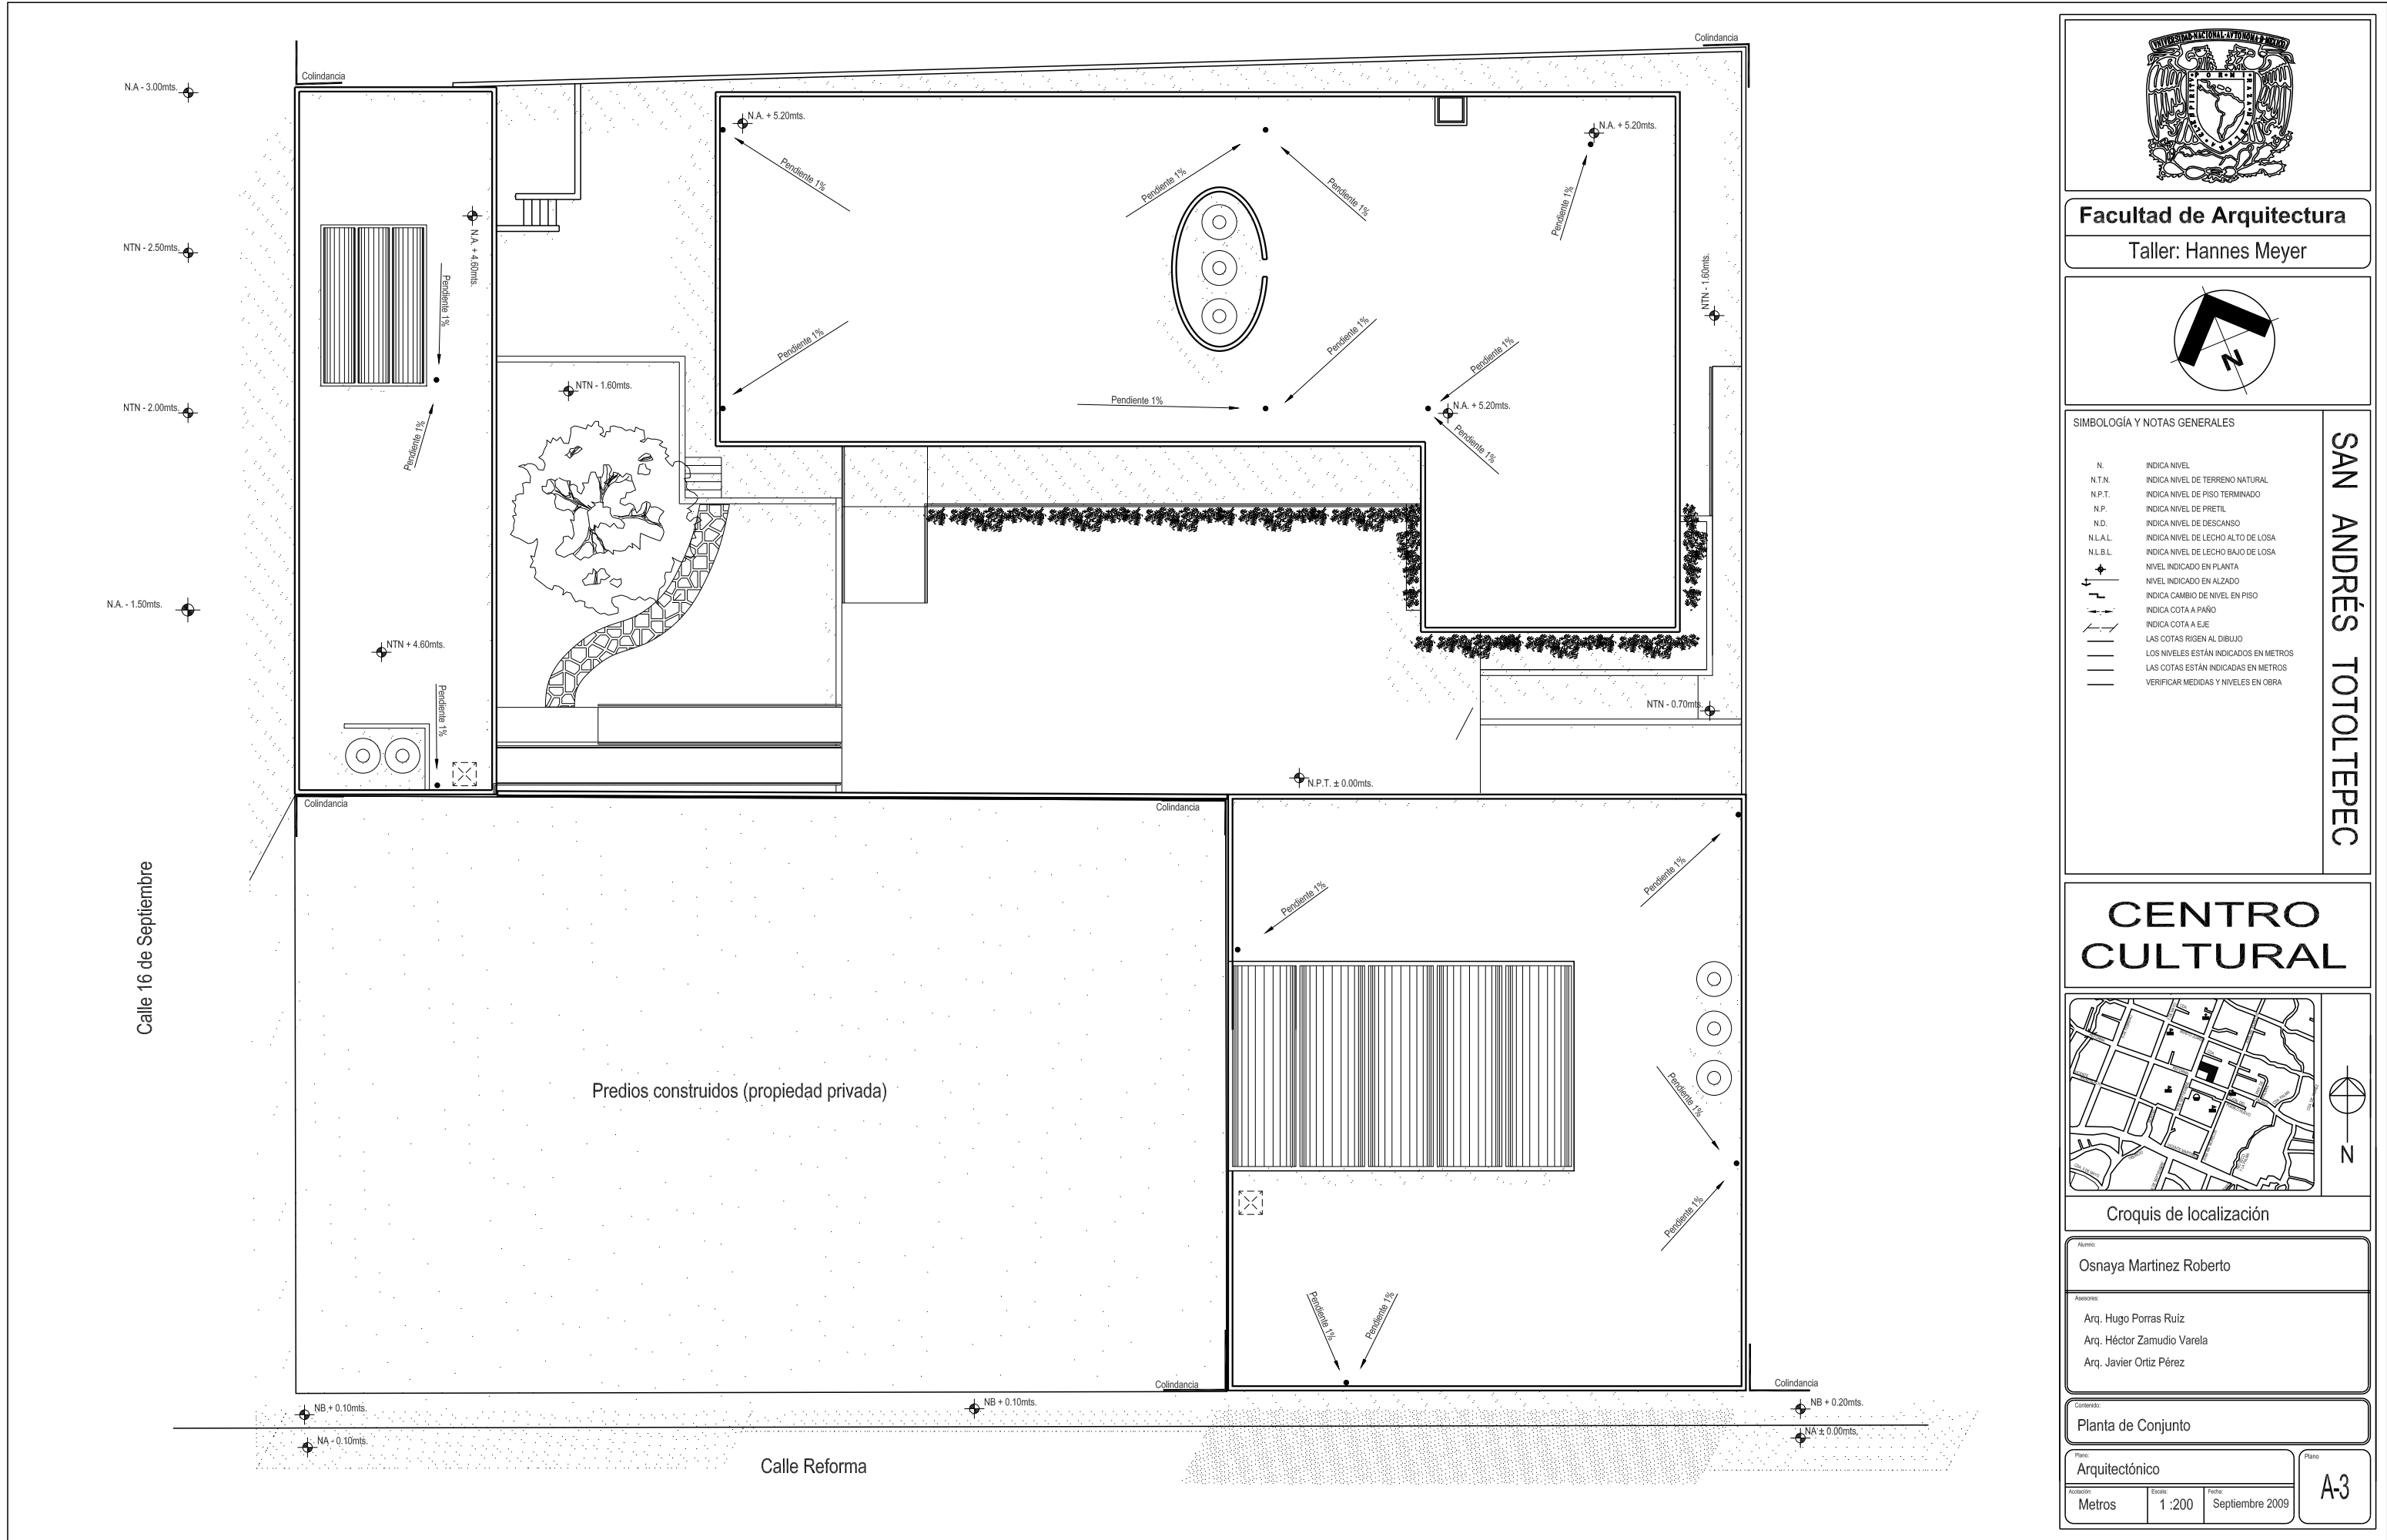 Colindancia
Colindancia
N.A - 3.00mts.
N.A. + 5.20mts.
N.A. + 5.20mts.
Pendiente 1%
Pendiente 1%
Pendiente 1%
Pendiente 1%
NTN - 2.50mts.
N.A. + 4.60mts.
NTN - 1.60mts.
Pendiente 1%
Pendiente 1%
Pendiente 1%
Pendiente 1%
NTN - 1.60mts.
Pendiente 1%
NTN - 2.00mts.
N.A. + 5.20mts.
Pendiente 1%
Pendiente 1%
N.A. - 1.50mts.
NTN + 4.60mts.
Pendiente 1%
NTN - 0.70mts.
N.P.T. ± 0.00mts.
Colindancia
Colindancia
Calle 16 de Septiembre
Pendiente 1%
Pendiente 1%
Predios construidos (propiedad privada)
Pendiente 1%
Pendiente 1%
Pendiente 1%
Pendiente 1%
Colindancia
Colindancia
NB + 0.10mts.
NB + 0.10mts.
NB + 0.20mts.
NA - 0.10mts.
NA ± 0.00mts.
Calle Reforma
Facultad de Arquitectura
Taller: Hannes Meyer
N
SIMBOLOGÍA Y NOTAS GENERALES
N. INDICA NIVEL
N.T.N. INDICA NIVEL DE TERRENO NATURAL
N.P.T. INDICA NIVEL DE PISO TERMINADO
N.P. INDICA NIVEL DE PRETIL
N.D. INDICA NIVEL DE DESCANSO
N.L.A.L. INDICA NIVEL DE LECHO ALTO DE LOSA
N.L.B.L. INDICA NIVEL DE LECHO BAJO DE LOSA
NIVEL INDICADO EN PLANTA
NIVEL INDICADO EN ALZADO
INDICA CAMBIO DE NIVEL EN PISO
INDICA COTA A PAÑO
INDICA COTA A EJE
LAS COTAS RIGEN AL DIBUJO
LOS NIVELES ESTÁN INDICADOS EN METROS
LAS COTAS ESTÁN INDICADAS EN METROS
VERIFICAR MEDIDAS Y NIVELES EN OBRA
SAN ANDRÉS TOTOLTEPEC
CENTRO
CULTURAL
N
Croquis de localización
Alumno:
Osnaya Martinez Roberto
Asesores:
Arq. Hugo Porras Ruíz
Arq. Héctor Zamudio Varela
Arq. Javier Ortiz Pérez
Contenido:
Planta de Conjunto
Plano:
Arquitectónico
Plano
A-3
Acotación:
Metros
Escala:
1 :200
Fecha:
Septiembre 2009